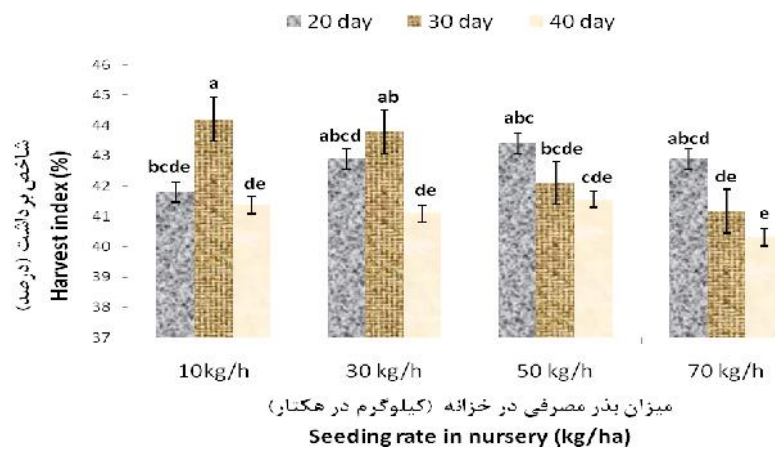 20 day 30 day 40 day
46
45
44
43
42
41
40
39
38
37
شاخص برداشت (درصد)
Harvest index (%)
bcde a de
abcd ab de
abc bcde cde
abcd de e
10kg/h 30 kg/h 50 kg/h 70 kg/h
میزان بذر مصرفی در خزانه (کیلوگرم در هکتار)
Seeding rate in nursery (kg/ha)